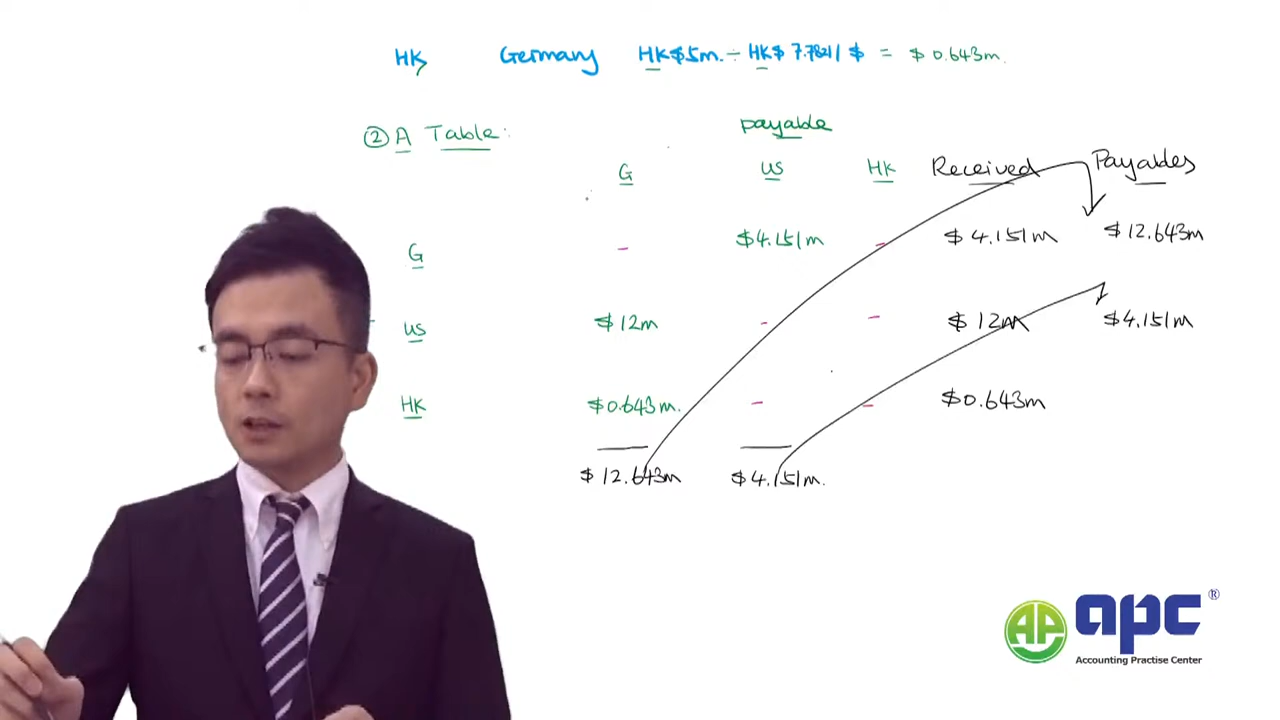 HK Germany HK$5m. ÷ HK$ 7.7821/$ = $0.643m.
② A Table: payable
G US HK Received Payables
G - $4.151m - $4.151m $12.643m
US $12m - - $12m $4.151m
HK $0.643m. - - $0.643m
$12.643m $4.151m.
AP apc®
Accounting Practise Center